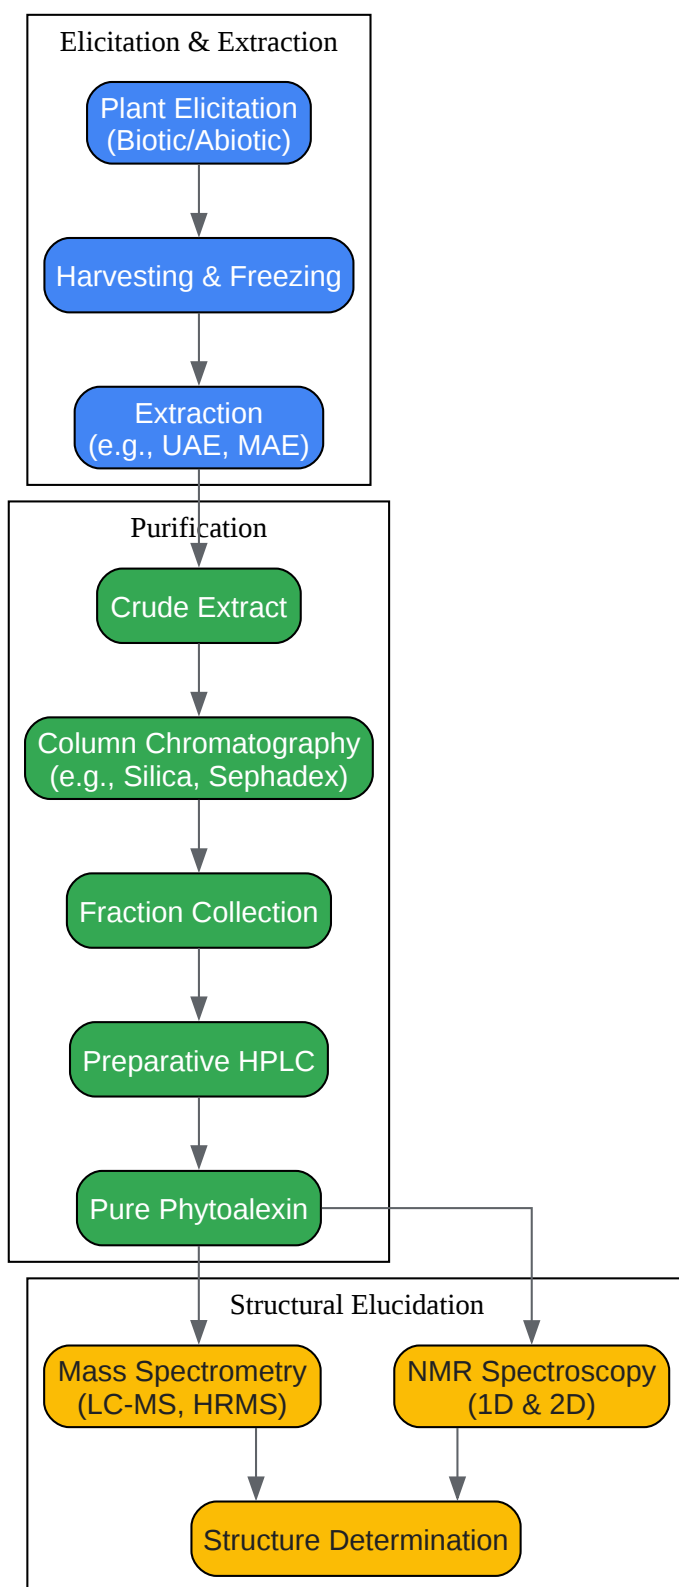 Elicitation & Extraction
Plant Elicitation
(Biotic/Abiotic)
Harvesting & Freezing
Extraction
(e.g., UAE, MAE)
Purification
Crude Extract
Column Chromatography
(e.g., Silica, Sephadex)
Fraction Collection
Preparative HPLC
Pure Phytoalexin
Structural Elucidation
Mass Spectrometry
(LC-MS, HRMS)
NMR Spectroscopy
(1D & 2D)
Structure Determination